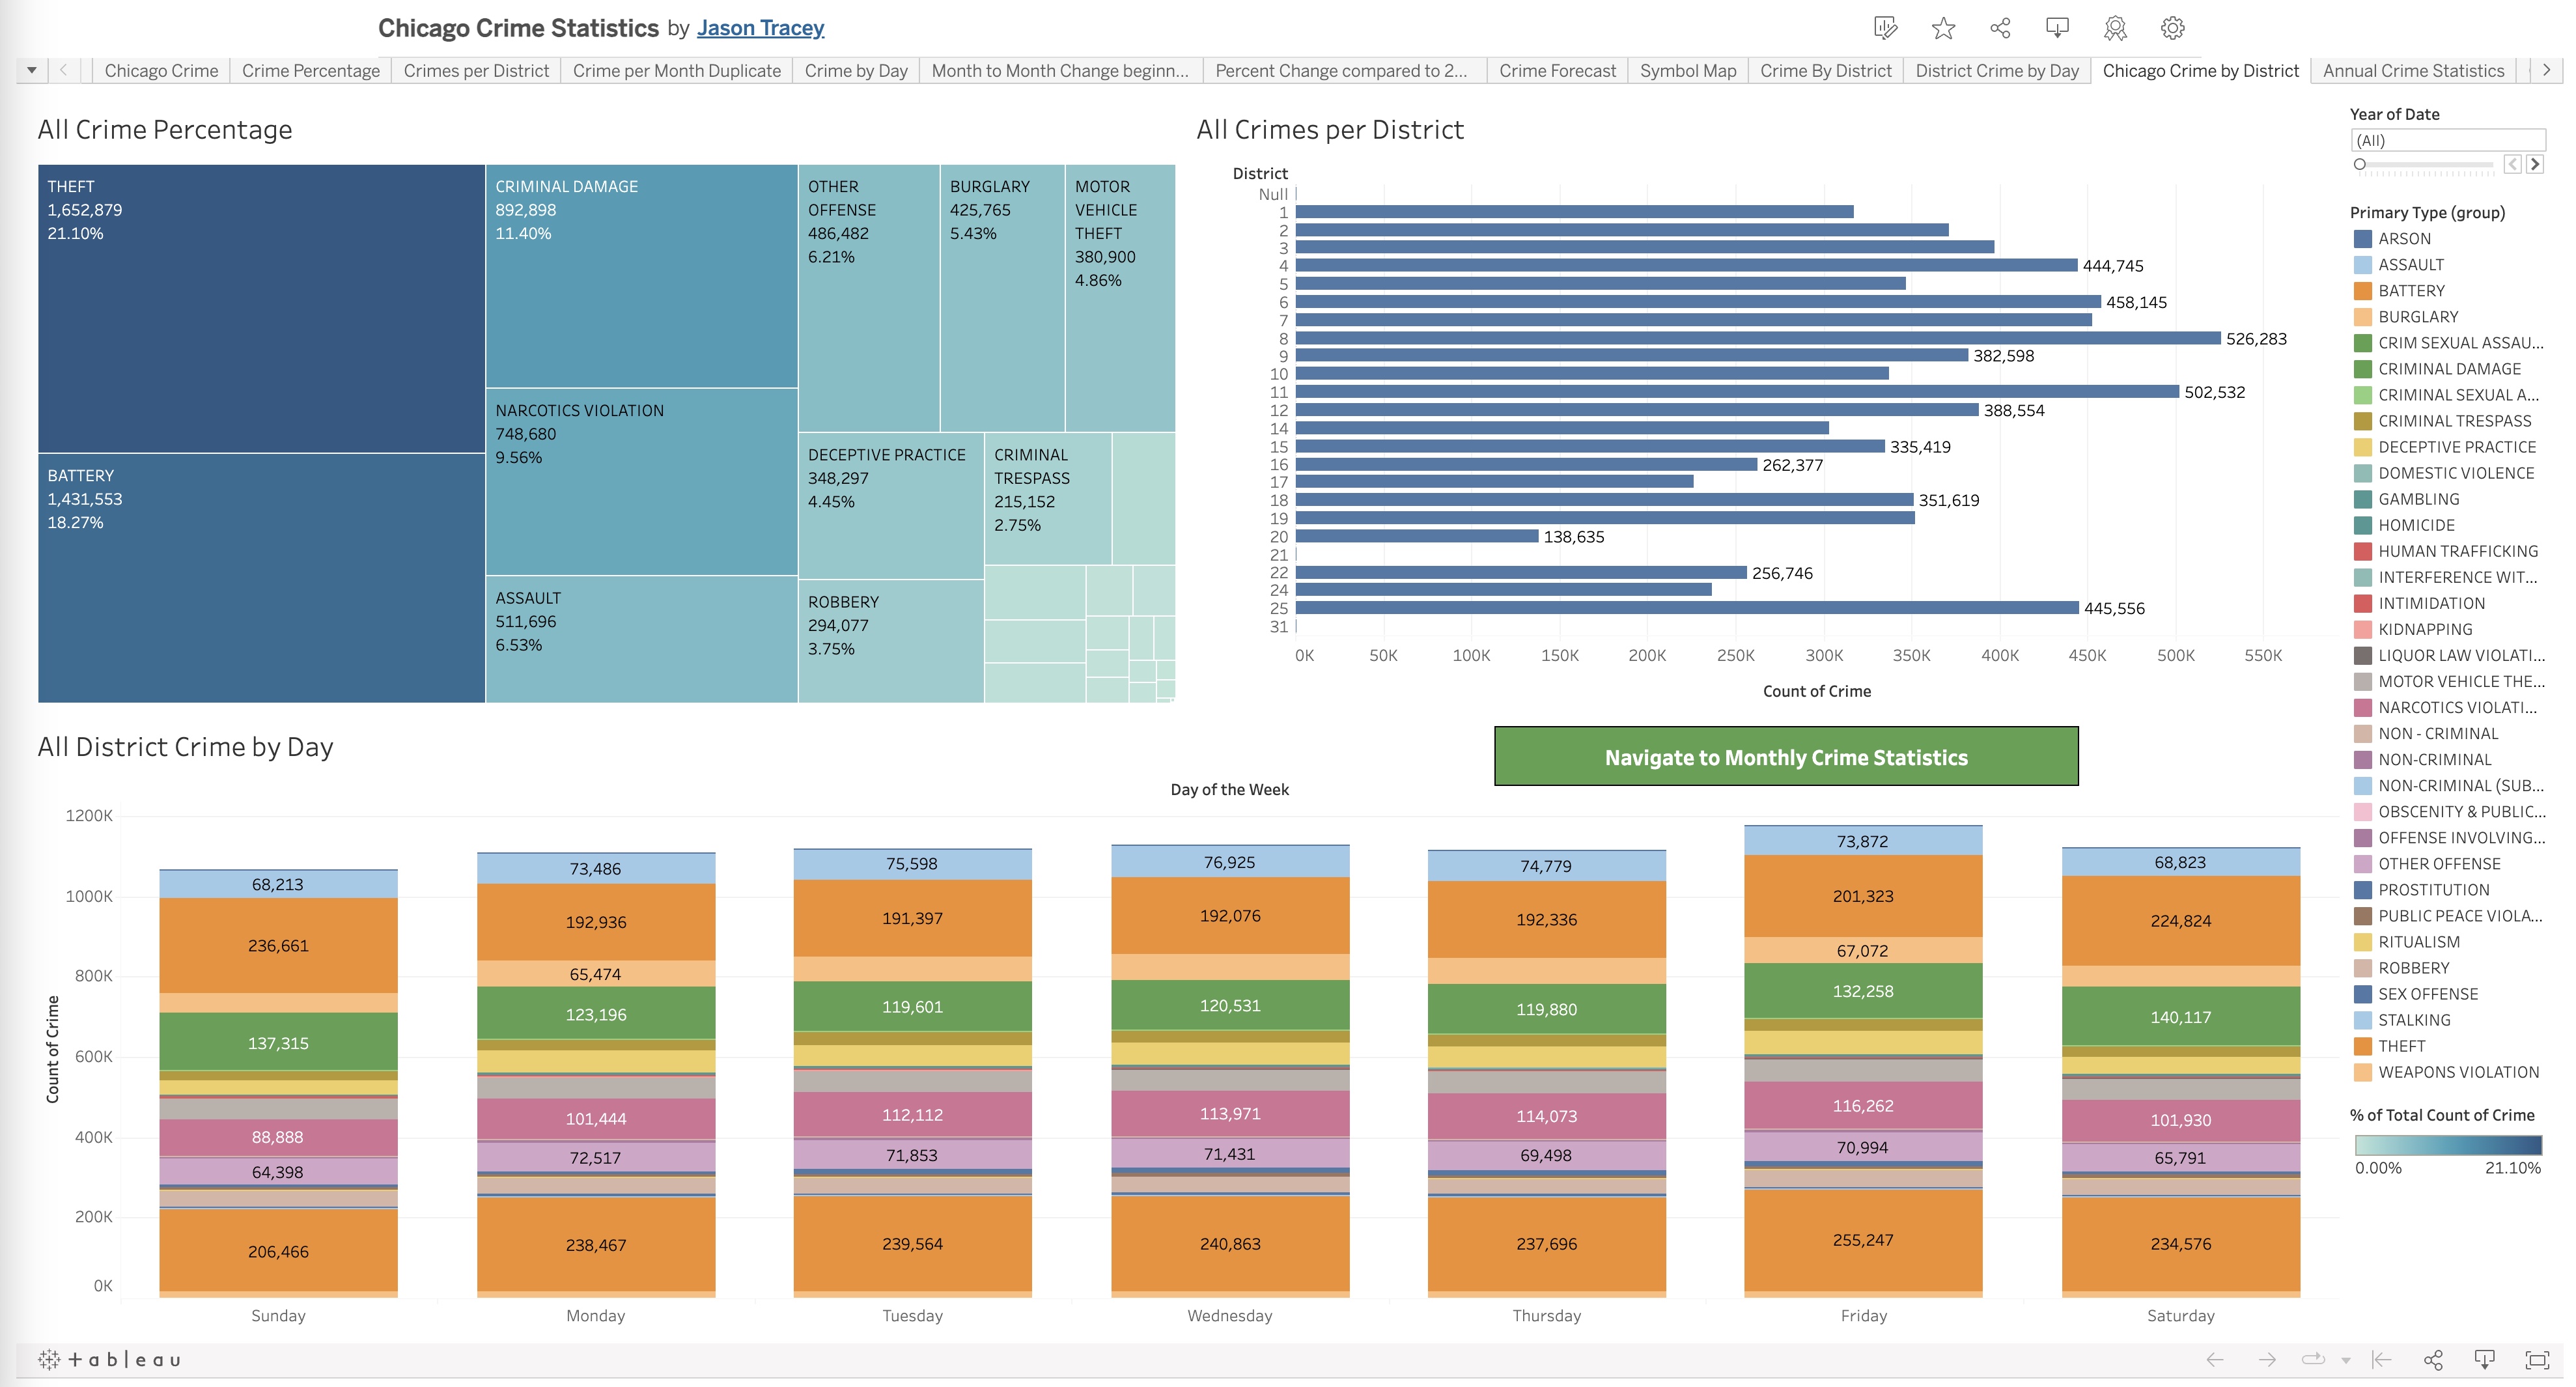 Chicago Crime Statistics by Jason Tracey
Chicago Crime
Crime Percentage
Crimes per District
Crime per Month Duplicate
Crime by Day
Month to Month Change beginn...
Percent Change compared to 2...
Crime Forecast
Symbol Map
Crime By District
District Crime by Day
Chicago Crime by District
Annual Crime Statistics
All Crime Percentage
THEFT
1,652,879
21.10%
BATTERY
1,431,553
18.27%
CRIMINAL DAMAGE
892,898
11.40%
NARCOTICS VIOLATION
748,680
9.56%
ASSAULT
511,696
6.53%
OTHER
OFFENSE
486,482
6.21%
BURGLARY
425,765
5.43%
MOTOR
VEHICLE
THEFT
380,900
4.86%
DECEPTIVE PRACTICE
348,297
4.45%
CRIMINAL
TRESPASS
215,152
2.75%
ROBBERY
294,077
3.75%
All Crimes per District
District
Null
1
2
3
4 444,745
5
6 458,145
7
8 526,283
9 382,598
10
11 502,532
12 388,554
14
15 335,419
16 262,377
17
18 351,619
19
20 138,635
21
22 256,746
24
25 445,556
31
0K 50K 100K 150K 200K 250K 300K 350K 400K 450K 500K 550K
Count of Crime
Year of Date
(All)
Primary Type (group)
ARSON
ASSAULT
BATTERY
BURGLARY
CRIM SEXUAL ASSAU...
CRIMINAL DAMAGE
CRIMINAL SEXUAL A...
CRIMINAL TRESPASS
DECEPTIVE PRACTICE
DOMESTIC VIOLENCE
GAMBLING
HOMICIDE
HUMAN TRAFFICKING
INTERFERENCE WIT...
INTIMIDATION
KIDNAPPING
LIQUOR LAW VIOLATI...
MOTOR VEHICLE THE...
NARCOTICS VIOLATI...
NON - CRIMINAL
NON-CRIMINAL
NON-CRIMINAL (SUB...
OBSCENITY & PUBLIC...
OFFENSE INVOLVING...
OTHER OFFENSE
PROSTITUTION
PUBLIC PEACE VIOLA...
RITUALISM
ROBBERY
SEX OFFENSE
STALKING
THEFT
WEAPONS VIOLATION
% of Total Count of Crime
0.00% 21.10%
All District Crime by Day
Navigate to Monthly Crime Statistics
Day of the Week
Count of Crime
1200K
1000K
800K
600K
400K
200K
0K
68,213
236,661
137,315
88,888
64,398
206,466
Sunday
73,486
192,936
65,474
123,196
101,444
72,517
238,467
Monday
75,598
191,397
119,601
112,112
71,853
239,564
Tuesday
76,925
192,076
120,531
113,971
71,431
240,863
Wednesday
74,779
192,336
119,880
114,073
69,498
237,696
Thursday
73,872
201,323
67,072
132,258
116,262
70,994
255,247
Friday
68,823
224,824
140,117
101,930
65,791
234,576
Saturday
+ a b l e a u